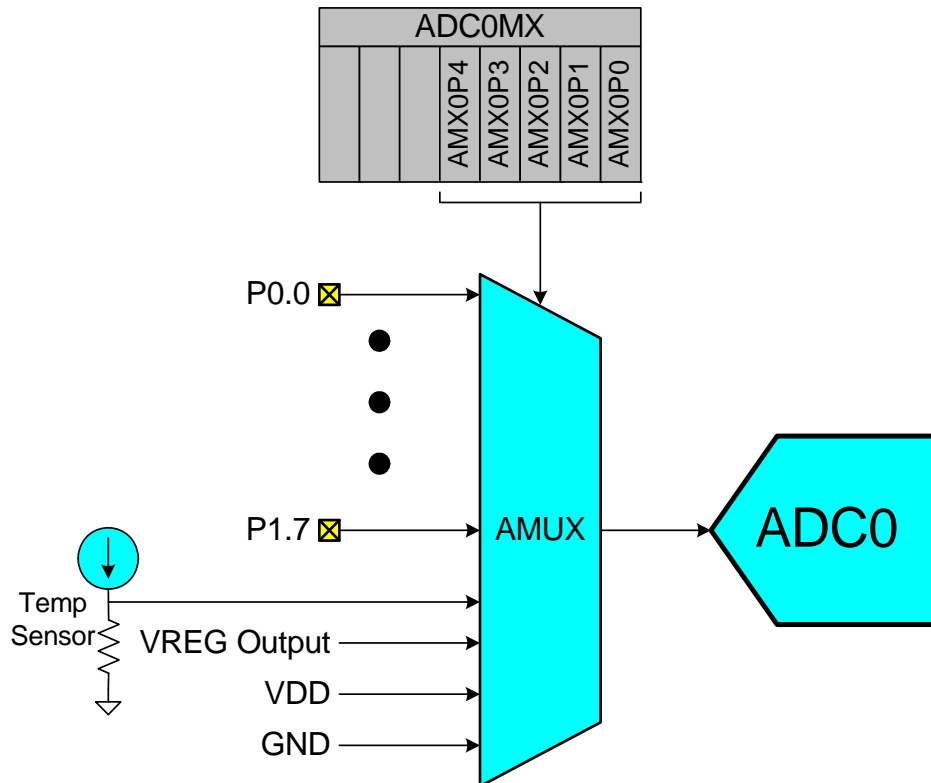 ADC0MX
AMX0P4
AMX0P3
AMX0P2
AMX0P1
AMX0P0
P0.0
P1.7
AMUX
ADC0
Temp
Sensor
VREG Output
VDD
GND